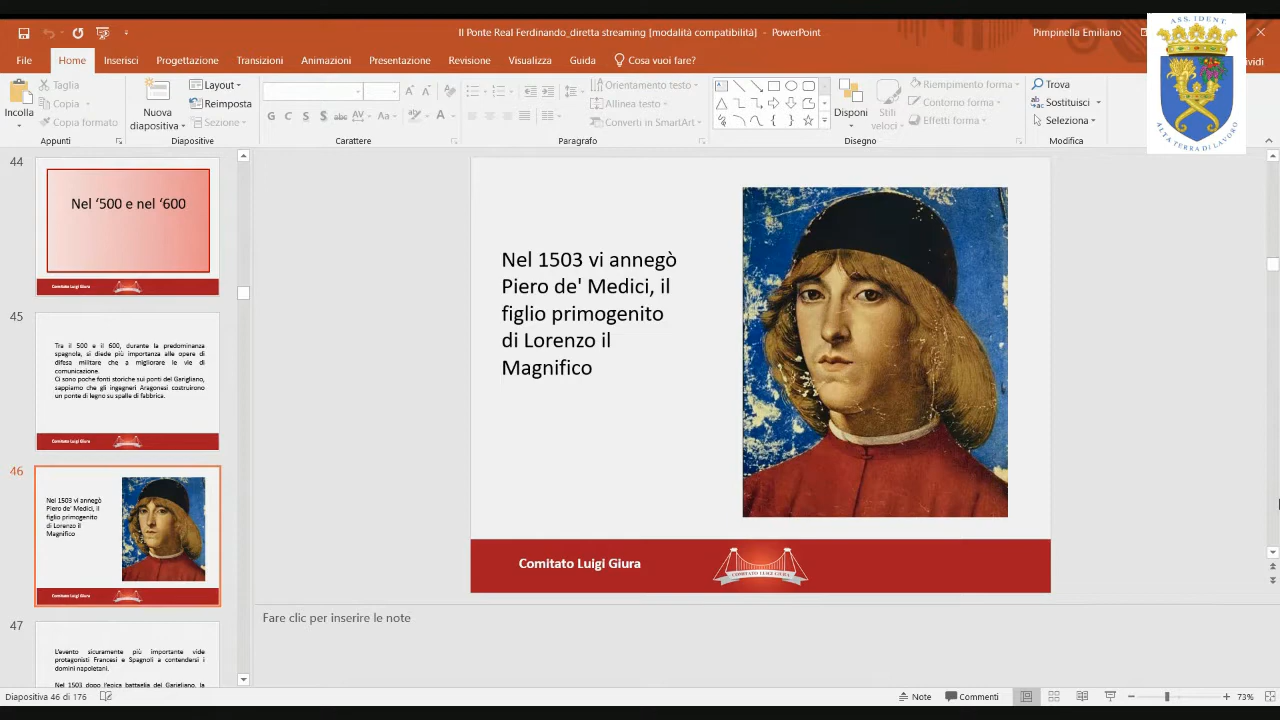 Il Ponte Real Ferdinando_diretta streaming [modalità compatibilità] - PowerPoint
Pimpinella Emiliano
ASS. IDENT.
ALTA TERRA DI LAVORO
File
Home
Inserisci
Progettazione
Transizioni
Animazioni
Presentazione
Revisione
Visualizza
Guida
Cosa vuoi fare?
vidi
Incolla
Taglia
Copia
Copia formato
Appunti
Nuova
diapositiva
Layout
Reimposta
Sezione
Diapositive
G C S S abc AV Aa A
Carattere
Orientamento testo
Allinea testo
Converti in SmartArt
Paragrafo
Disponi
Stili
veloci
Riempimento forma
Contorno forma
Effetti forma
Disegno
Trova
Sostituisci
Seleziona
Modifica
44
Nel ‘500 e nel ‘600
Comitato Luigi Giura
45
Tra il 500 e il 600, durante la predominanza
spagnola, si diede più importanza alle opere di
difesa militare che a migliorare le vie di
comunicazione.
Ci sono poche fonti storiche sui ponti del Garigliano,
sappiamo che gli ingegneri Aragonesi costruirono
un ponte di legno su spalle di fabbrica.
Comitato Luigi Giura
46
Nel 1503 vi annegò
Piero de' Medici, il
figlio primogenito
di Lorenzo il
Magnifico
Comitato Luigi Giura
47
L’evento sicuramente più importante vide
protagonisti Francesi e Spagnoli a contendersi i
domini napoletani.
Nel 1503 dopo l’epica battaglia del Garigliano, la
Nel 1503 vi annegò
Piero de' Medici, il
figlio primogenito
di Lorenzo il
Magnifico
Comitato Luigi Giura
COMITATO LUIGI GIURA
Fare clic per inserire le note
Diapositiva 46 di 176
Note
Commenti
73%